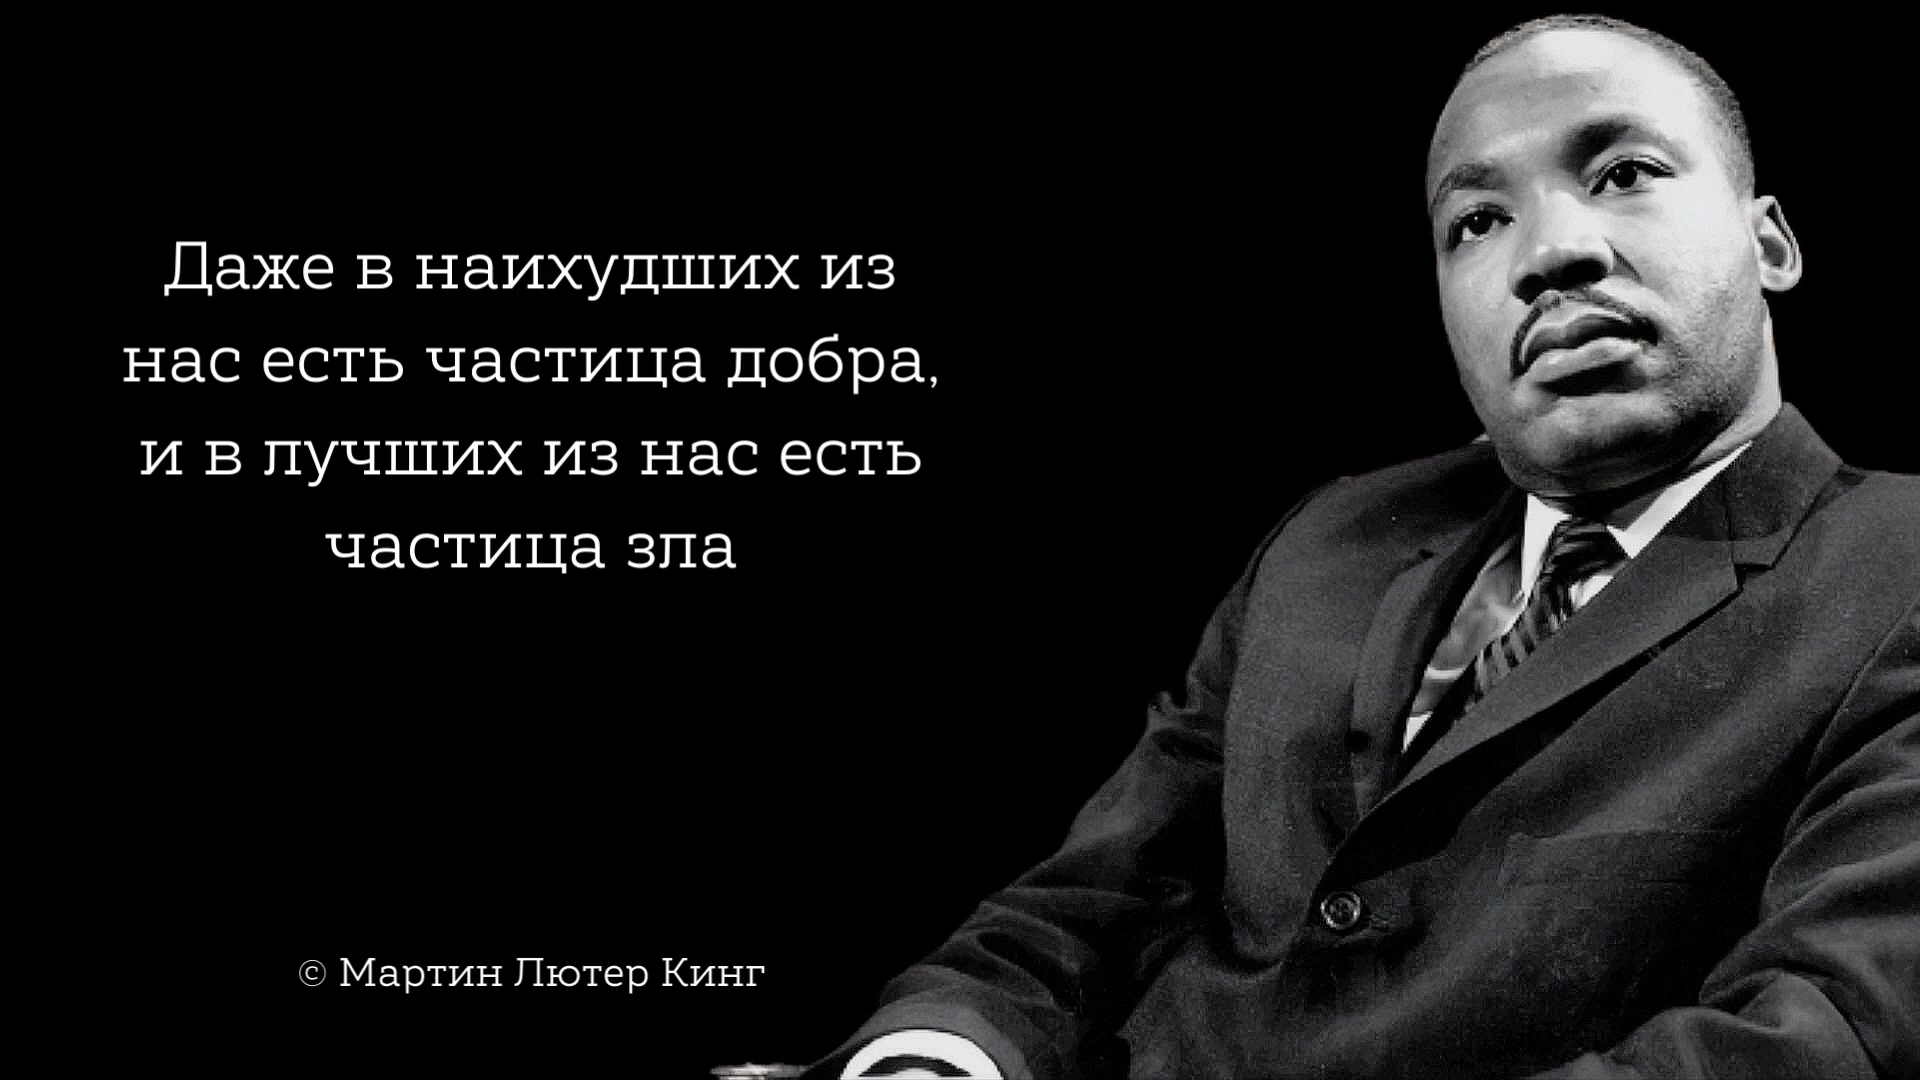 Даже в наихудших из
нас есть частица добра,
и в лучших из нас есть
частица зла
© Мартин Лютер Кинг